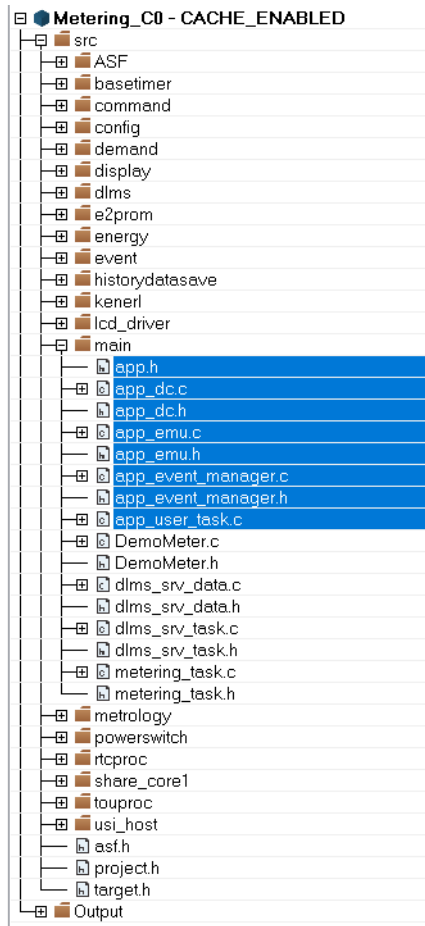 Metering_C0 - CACHE_ENABLED
src
ASF
basetimer
command
config
demand
display
dlms
e2prom
energy
event
historydatasave
kenerl
lcd_driver
main
app.h
app_dc.c
app_dc.h
app_emu.c
app_emu.h
app_event_manager.c
app_event_manager.h
app_user_task.c
DemoMeter.c
DemoMeter.h
dlms_srv_data.c
dlms_srv_data.h
dlms_srv_task.c
dlms_srv_task.h
metering_task.c
metering_task.h
metrology
powerswitch
rtcproc
share_core1
touproc
usi_host
asf.h
project.h
target.h
Output